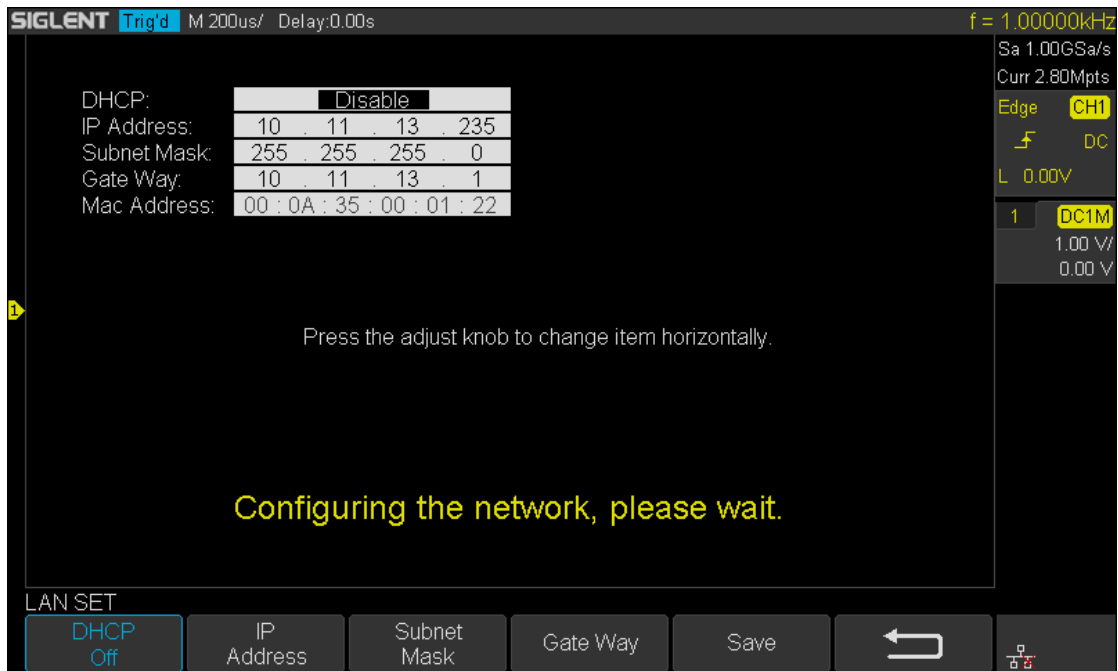 SIGLENT Trig'd M 200us/ Delay:0.00s f = 1.00000kHz
Sa 1.00GSa/s
Curr 2.80Mpts
DHCP: Disable
IP Address: 10 . 11 . 13 . 235
Subnet Mask: 255 . 255 . 255 . 0
Gate Way: 10 . 11 . 13 . 1
Mac Address: 00 : 0A : 35 : 00 : 01 : 22
Edge CH1
DC
L 0.00V
1 DC1M
1.00 V/
0.00 V
1
Press the adjust knob to change item horizontally.
Configuring the network, please wait.
LAN SET
DHCP
Off
IP
Address
Subnet
Mask
Gate Way
Save